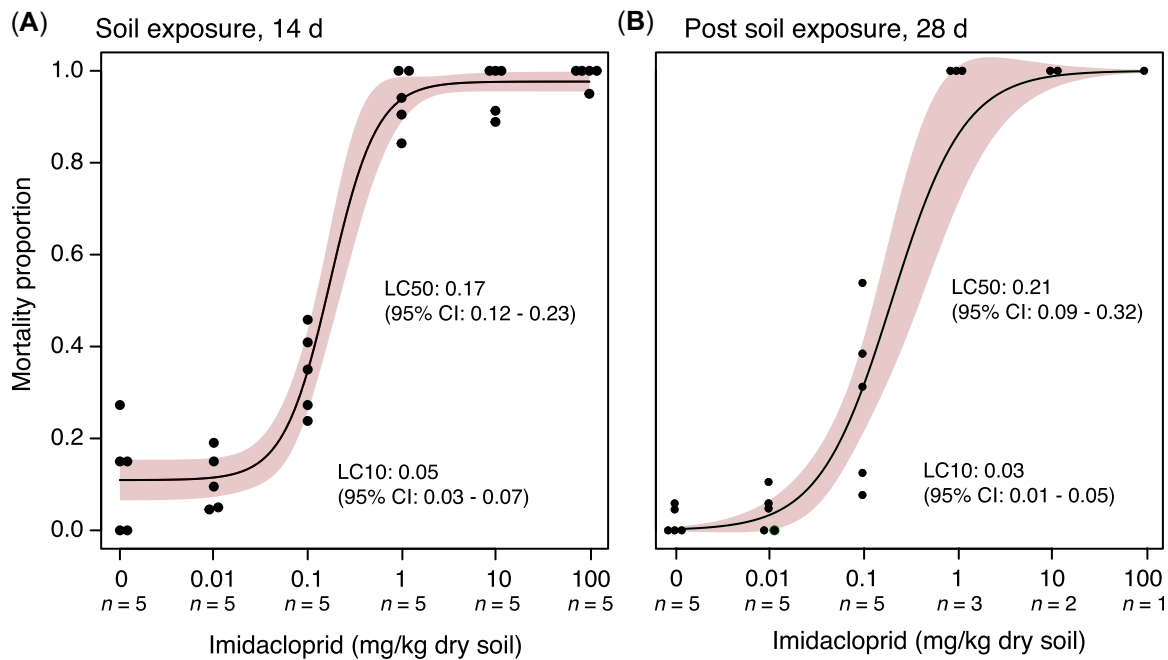 (A) Soil exposure, 14 d
Mortality proportion
1.0
0.8
0.6
0.4
0.2
0.0
LC50: 0.17
(95% CI: 0.12 - 0.23)
LC10: 0.05
(95% CI: 0.03 - 0.07)
0 0.01 0.1 1 10 100
n = 5 n = 5 n = 5 n = 5 n = 5 n = 5
Imidacloprid (mg/kg dry soil)
(B) Post soil exposure, 28 d
LC50: 0.21
(95% CI: 0.09 - 0.32)
LC10: 0.03
(95% CI: 0.01 - 0.05)
0 0.01 0.1 1 10 100
n = 5 n = 5 n = 5 n = 3 n = 2 n = 1
Imidacloprid (mg/kg dry soil)